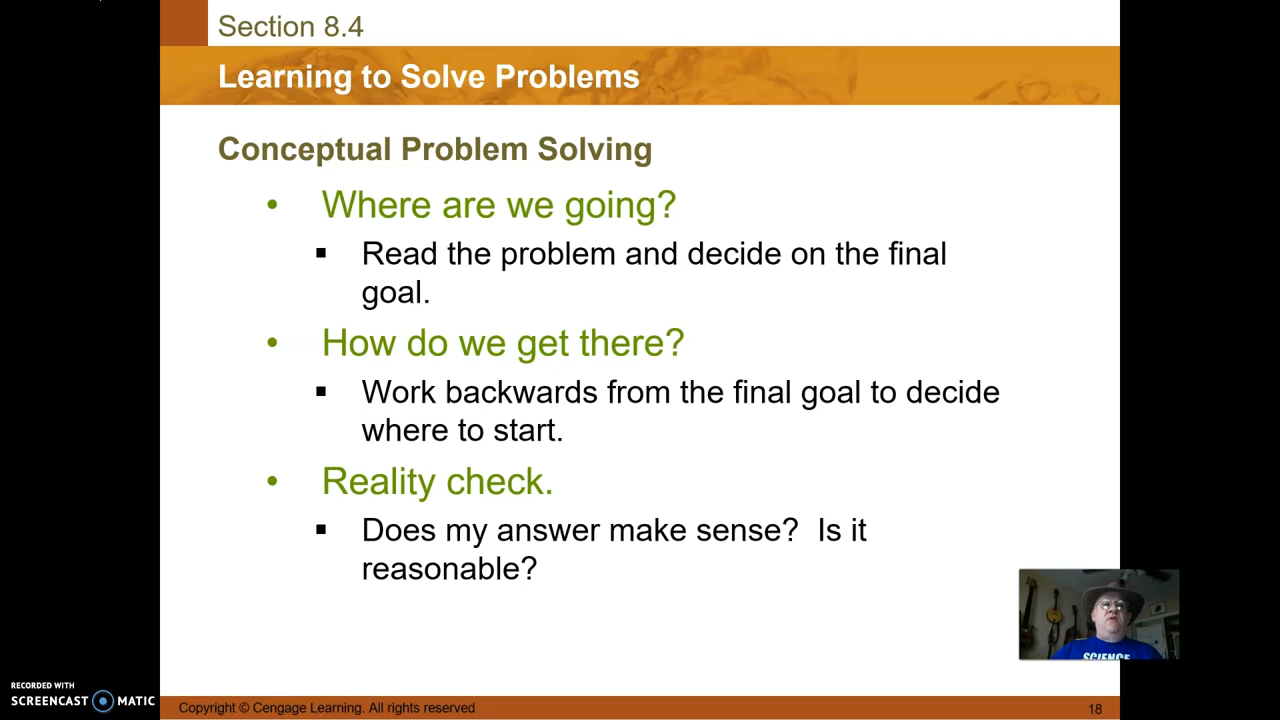 Section 8.4
Learning to Solve Problems
Conceptual Problem Solving
• Where are we going?
▪ Read the problem and decide on the final
goal.
• How do we get there?
▪ Work backwards from the final goal to decide
where to start.
• Reality check.
▪ Does my answer make sense?  Is it
reasonable?
SCIENCE
RECORDED WITH
SCREENCAST MATIC
Copyright © Cengage Learning. All rights reserved
18